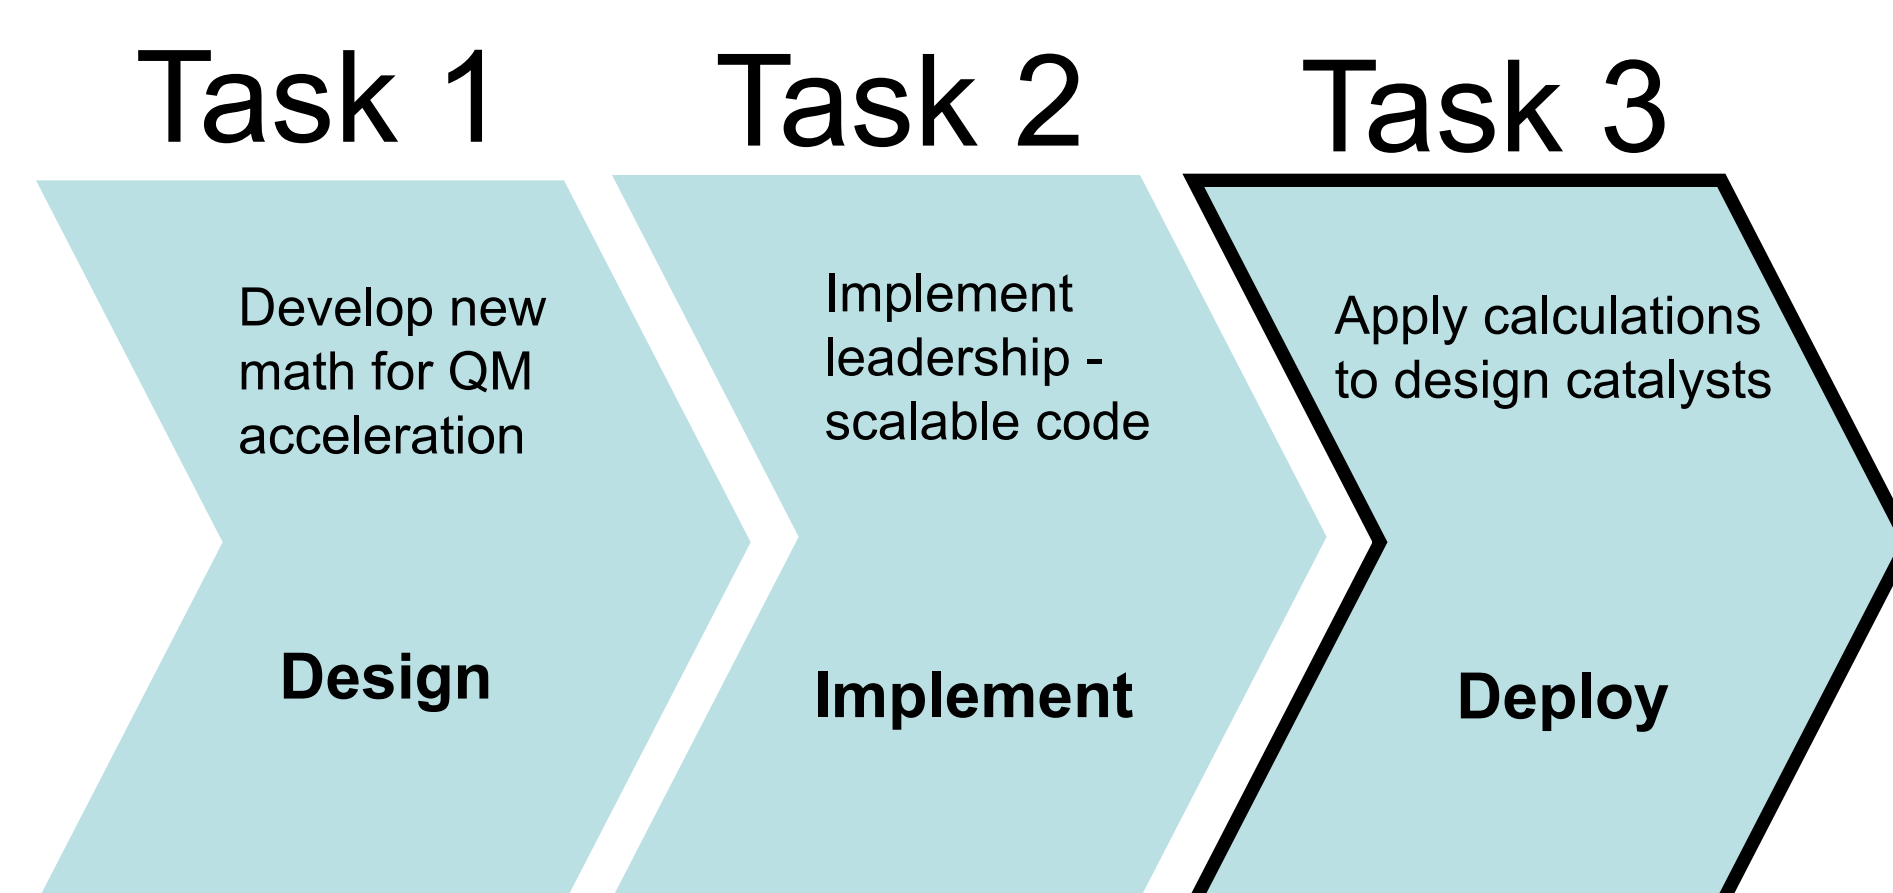 Task 1
Task 2
Task 3
Develop new
math for QM
acceleration
Implement
leadership -
scalable code
Apply calculations
to design catalysts
Design
Implement
Deploy